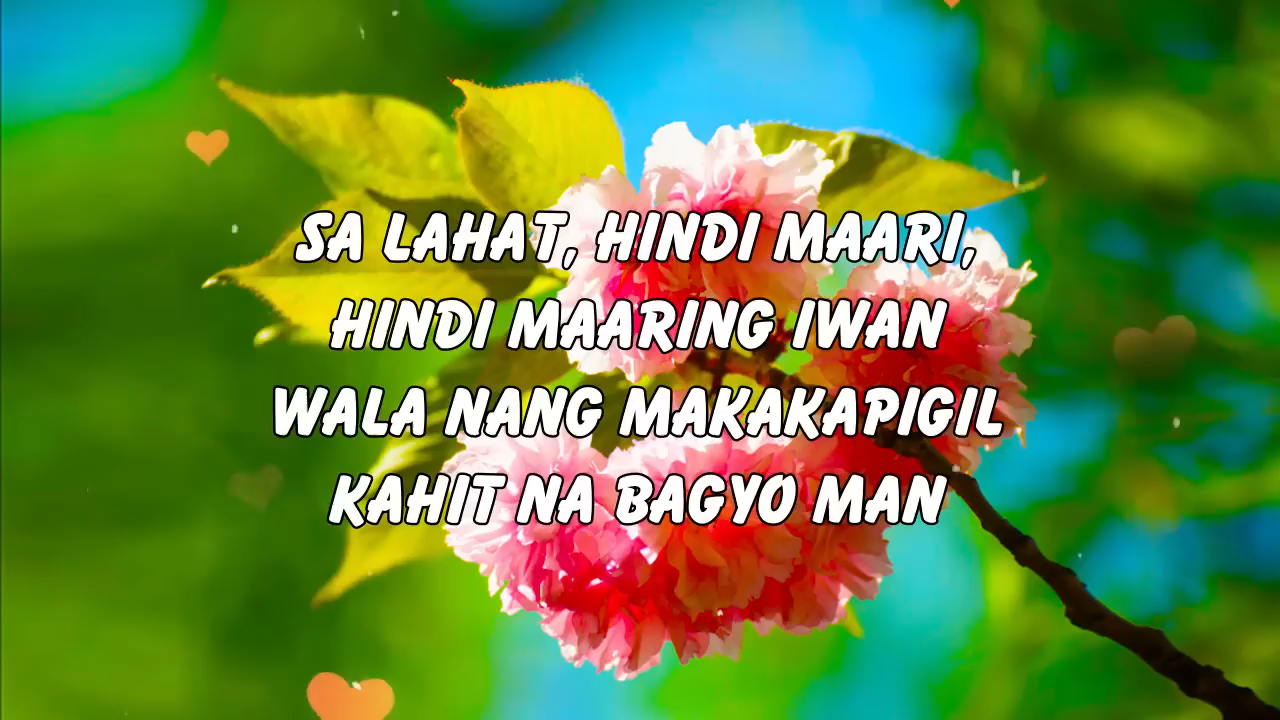 SA LAHAT, HINDI MAARI,
HINDI MAARING IWAN
WALA NANG MAKAKAPIGIL
KAHIT NA BAGYO MAN